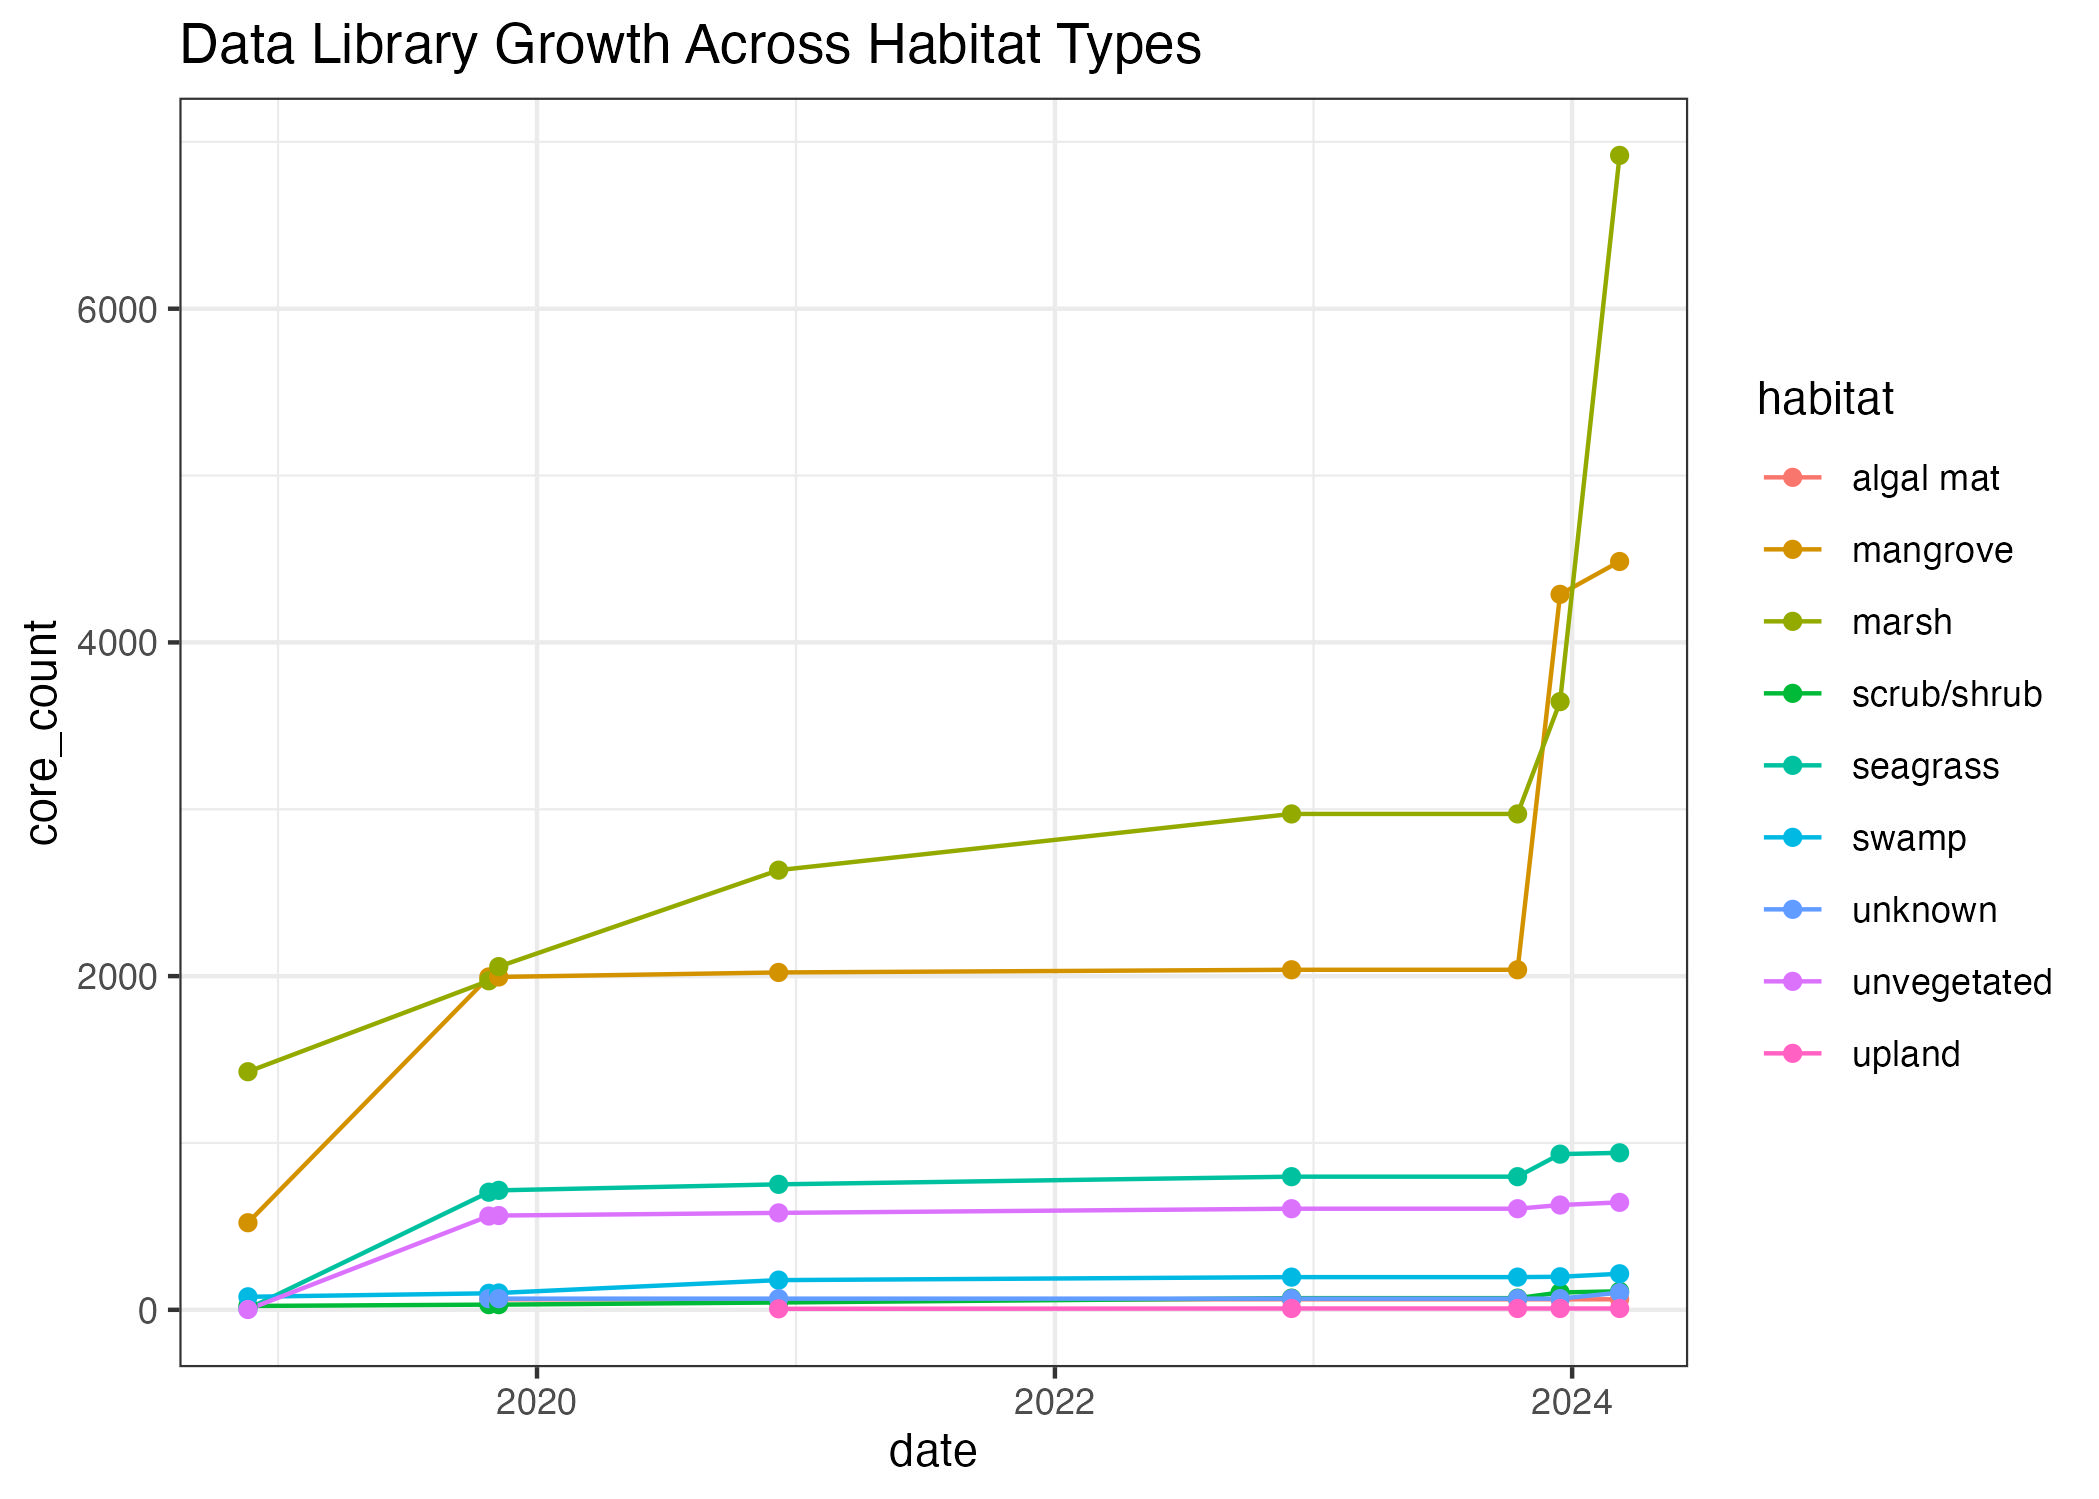 Data Library Growth Across Habitat Types
core_count
6000
4000
2000
0
2020
2022
2024
date
habitat
algal mat
mangrove
marsh
scrub/shrub
seagrass
swamp
unknown
unvegetated
upland